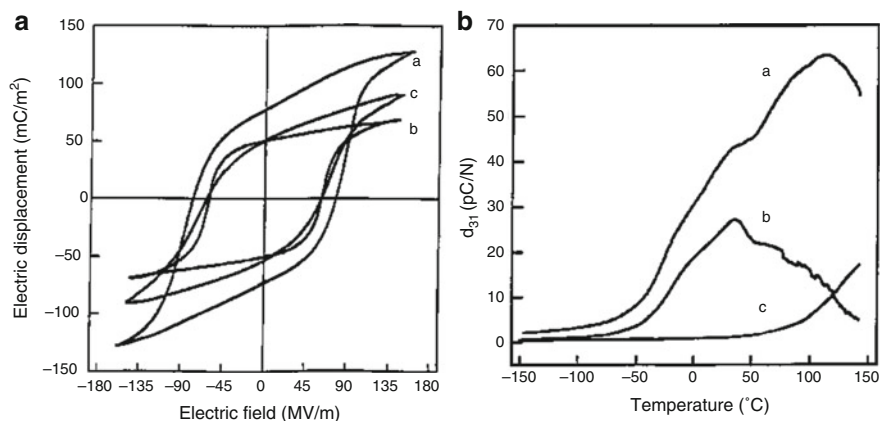 a
150
100
50
0
−50
−100
−150
Electric displacement (mC/m²)
a
c
b
−180 −135 −90 −45 0 45 90 135 180
Electric field (MV/m)
b
70
60
50
40
30
20
10
0
d₃₁ (pC/N)
a
b
c
−150 −100 −50 0 50 100 150
Temperature (˚C)